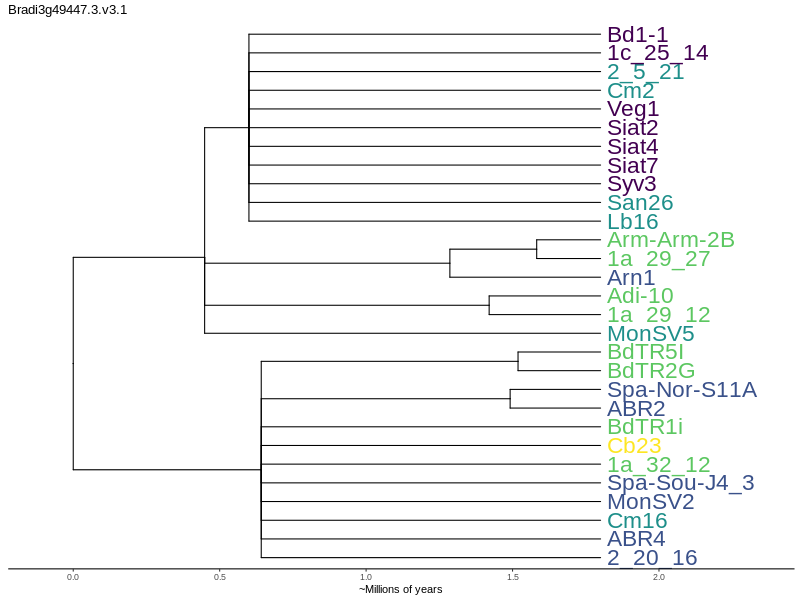 Bradi3g49447.3.v3.1
Bd1-1
1c_25_14
2_5_21
Cm2
Veg1
Siat2
Siat4
Siat7
Syv3
San26
Lb16
Arm-Arm-2B
1a_29_27
Arn1
Adi-10
1a_29_12
MonSV5
BdTR5I
BdTR2G
Spa-Nor-S11A
ABR2
BdTR1i
Cb23
1a_32_12
Spa-Sou-J4_3
MonSV2
Cm16
ABR4
2_20_16
0.0 0.5 1.0 1.5 2.0
~Millions of years